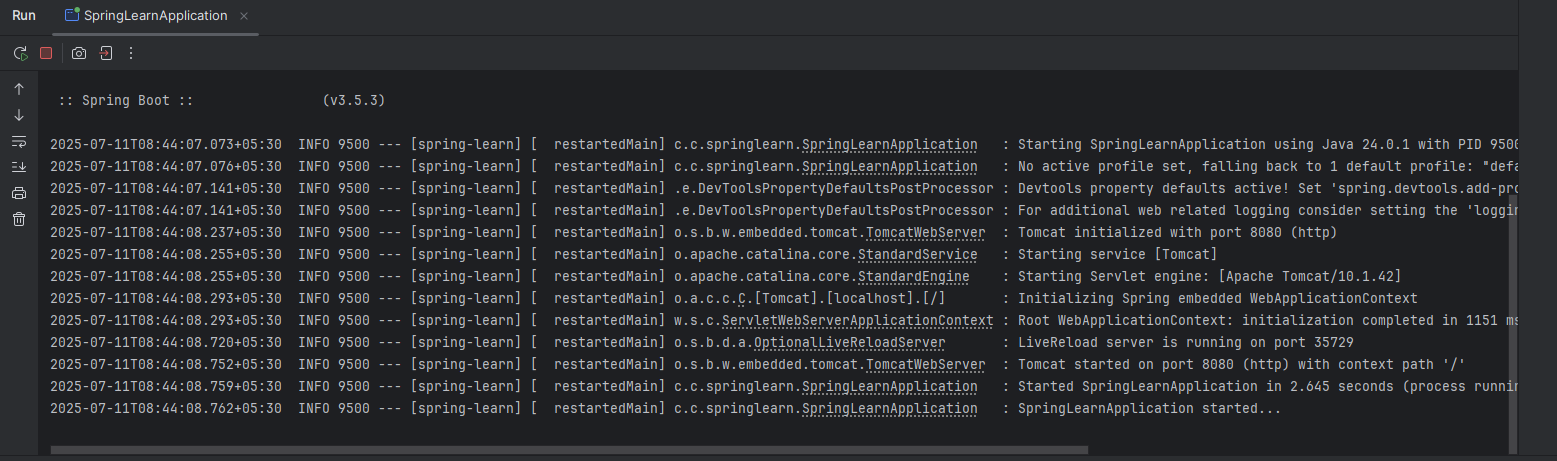 Run SpringLearnApplication
:: Spring Boot :: (v3.5.3)
2025-07-11T08:44:07.073+05:30 INFO 9500 --- [spring-learn] [ restartedMain] c.c.springlearn.SpringLearnApplication : Starting SpringLearnApplication using Java 24.0.1 with PID 9500
2025-07-11T08:44:07.076+05:30 INFO 9500 --- [spring-learn] [ restartedMain] c.c.springlearn.SpringLearnApplication : No active profile set, falling back to 1 default profile: "defa
2025-07-11T08:44:07.141+05:30 INFO 9500 --- [spring-learn] [ restartedMain] .e.DevToolsPropertyDefaultsPostProcessor : Devtools property defaults active! Set 'spring.devtools.add-pro
2025-07-11T08:44:07.141+05:30 INFO 9500 --- [spring-learn] [ restartedMain] .e.DevToolsPropertyDefaultsPostProcessor : For additional web related logging consider setting the 'loggin
2025-07-11T08:44:08.237+05:30 INFO 9500 --- [spring-learn] [ restartedMain] o.s.b.w.embedded.tomcat.TomcatWebServer : Tomcat initialized with port 8080 (http)
2025-07-11T08:44:08.255+05:30 INFO 9500 --- [spring-learn] [ restartedMain] o.apache.catalina.core.StandardService : Starting service [Tomcat]
2025-07-11T08:44:08.255+05:30 INFO 9500 --- [spring-learn] [ restartedMain] o.apache.catalina.core.StandardEngine : Starting Servlet engine: [Apache Tomcat/10.1.42]
2025-07-11T08:44:08.293+05:30 INFO 9500 --- [spring-learn] [ restartedMain] o.a.c.c.C.[Tomcat].[localhost].[/] : Initializing Spring embedded WebApplicationContext
2025-07-11T08:44:08.293+05:30 INFO 9500 --- [spring-learn] [ restartedMain] w.s.c.ServletWebServerApplicationContext : Root WebApplicationContext: initialization completed in 1151 ms
2025-07-11T08:44:08.720+05:30 INFO 9500 --- [spring-learn] [ restartedMain] o.s.b.d.a.OptionalLiveReloadServer : LiveReload server is running on port 35729
2025-07-11T08:44:08.752+05:30 INFO 9500 --- [spring-learn] [ restartedMain] o.s.b.w.embedded.tomcat.TomcatWebServer : Tomcat started on port 8080 (http) with context path '/'
2025-07-11T08:44:08.759+05:30 INFO 9500 --- [spring-learn] [ restartedMain] c.c.springlearn.SpringLearnApplication : Started SpringLearnApplication in 2.645 seconds (process runnin
2025-07-11T08:44:08.762+05:30 INFO 9500 --- [spring-learn] [ restartedMain] c.c.springlearn.SpringLearnApplication : SpringLearnApplication started...